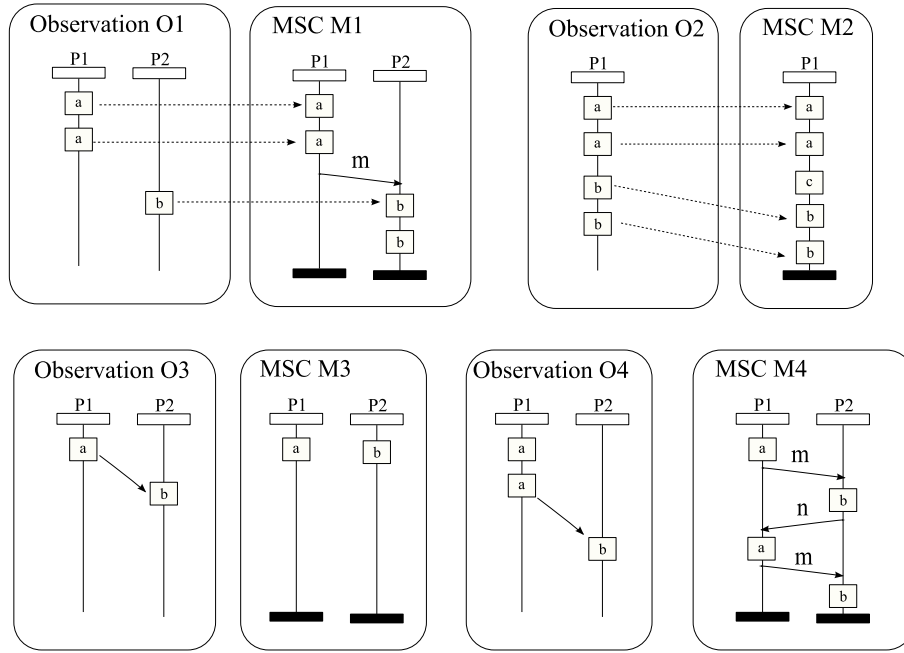 Observation O1
P1 P2
a
a
b
MSC M1
P1
P2
a
a
m
b
b
Observation O2
P1
a
a
b
b
MSC M2
P1
a
a
c
b
b
Observation O3
P1 P2
a
b
MSC M3
P1 P2
a b
Observation O4
P1 P2
a
a
b
MSC M4
P1 P2
a
m
b
n
a
m
b